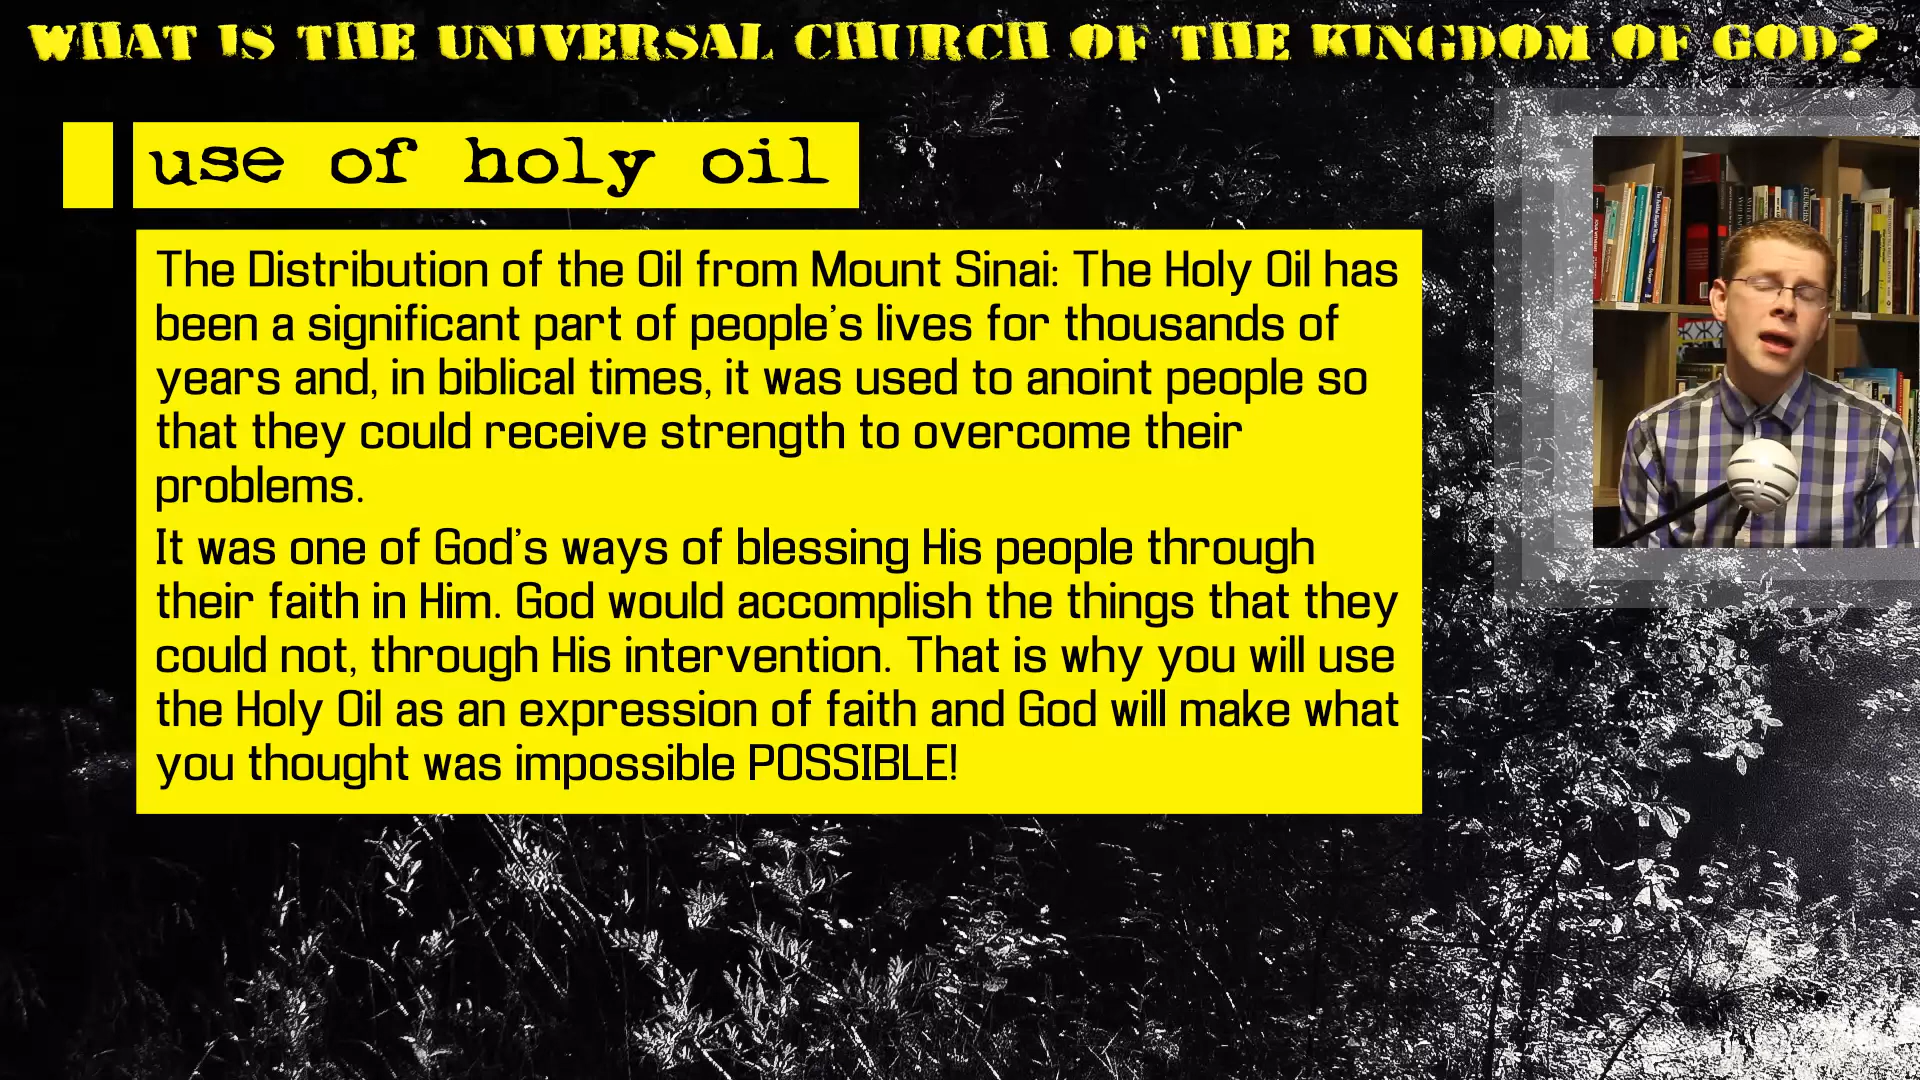 WHAT IS THE UNIVERSAL CHURCH OF THE KINGDOM OF GOD?
use of holy oil
The Distribution of the Oil from Mount Sinai: The Holy Oil has
been a significant part of people's lives for thousands of
years and, in biblical times, it was used to anoint people so
that they could receive strength to overcome their
problems.
It was one of God's ways of blessing His people through
their faith in Him. God would accomplish the things that they
could not, through His intervention. That is why you will use
the Holy Oil as an expression of faith and God will make what
you thought was impossible POSSIBLE!